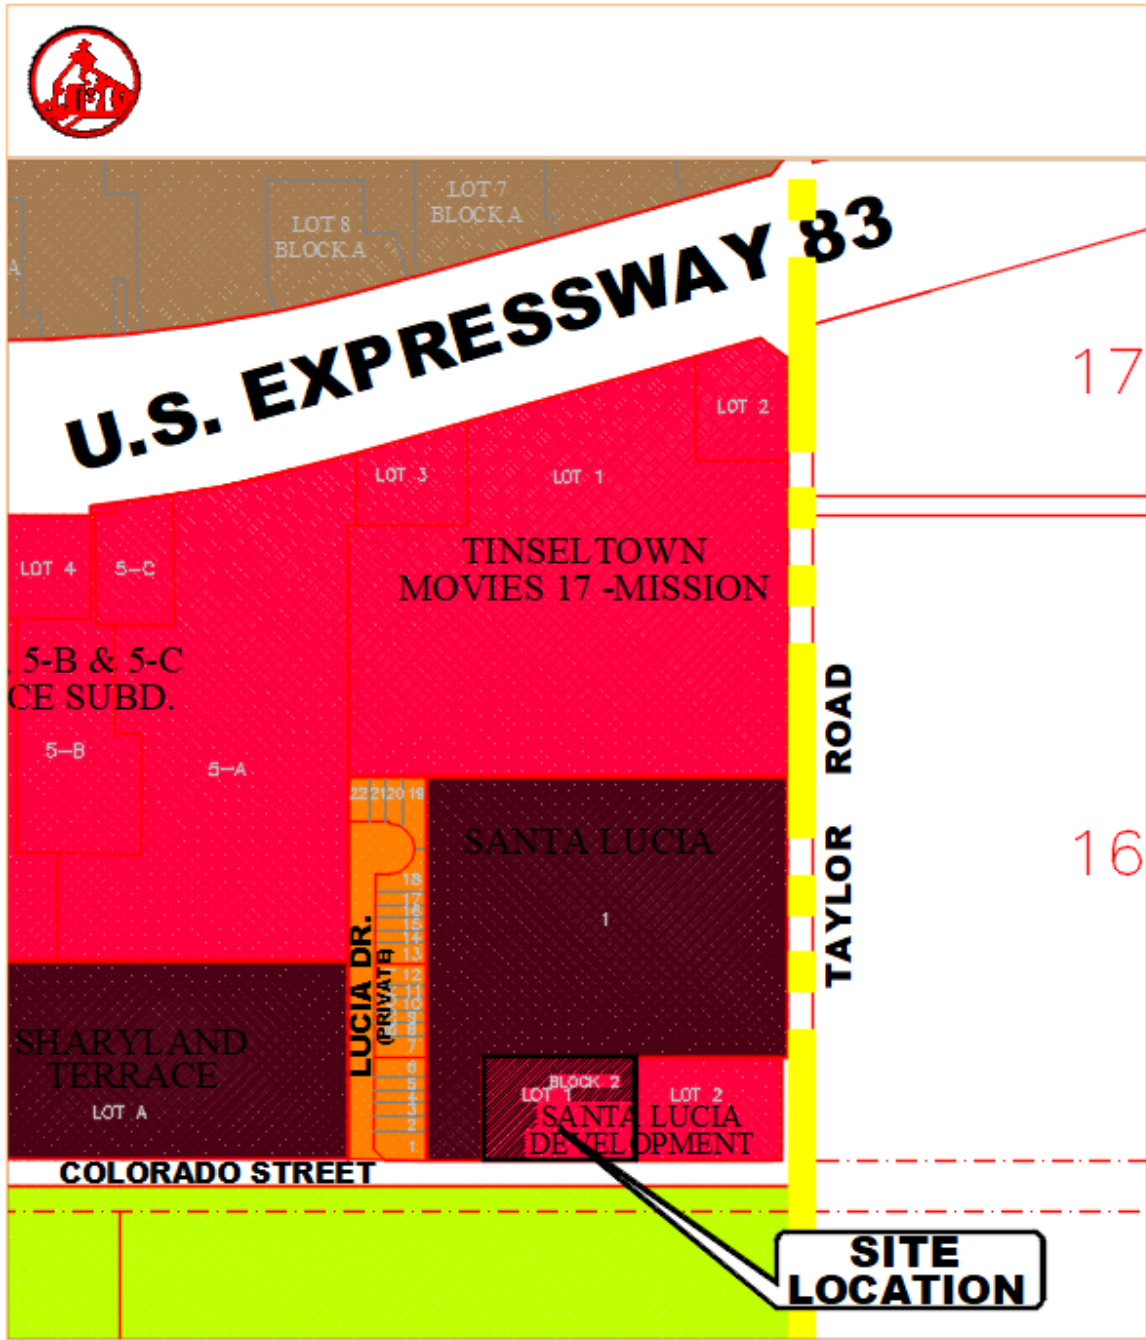 LOT 7
BLOCK A
LOT 8
BLOCK A
A
U.S. EXPRESSWAY 83
17
LOT 2
LOT 3
LOT 1
TINSELTOWN
MOVIES 17 -MISSION
LOT 4
5-C
. 5-B & 5-C
CE SUBD.
5-B
5-A
TAYLOR ROAD
22 21 20 19
SANTA LUCIA
16
1
18
17
16
15
14
13
12
11
10
9
8
7
6
5
4
3
2
1
LUCIA DR.
(PRIVATE)
SHARYLAND
TERRACE
LOT A
BLOCK 2
LOT 1
LOT 2
SANTA LUCIA
DEVELOPMENT
COLORADO STREET
SITE
LOCATION